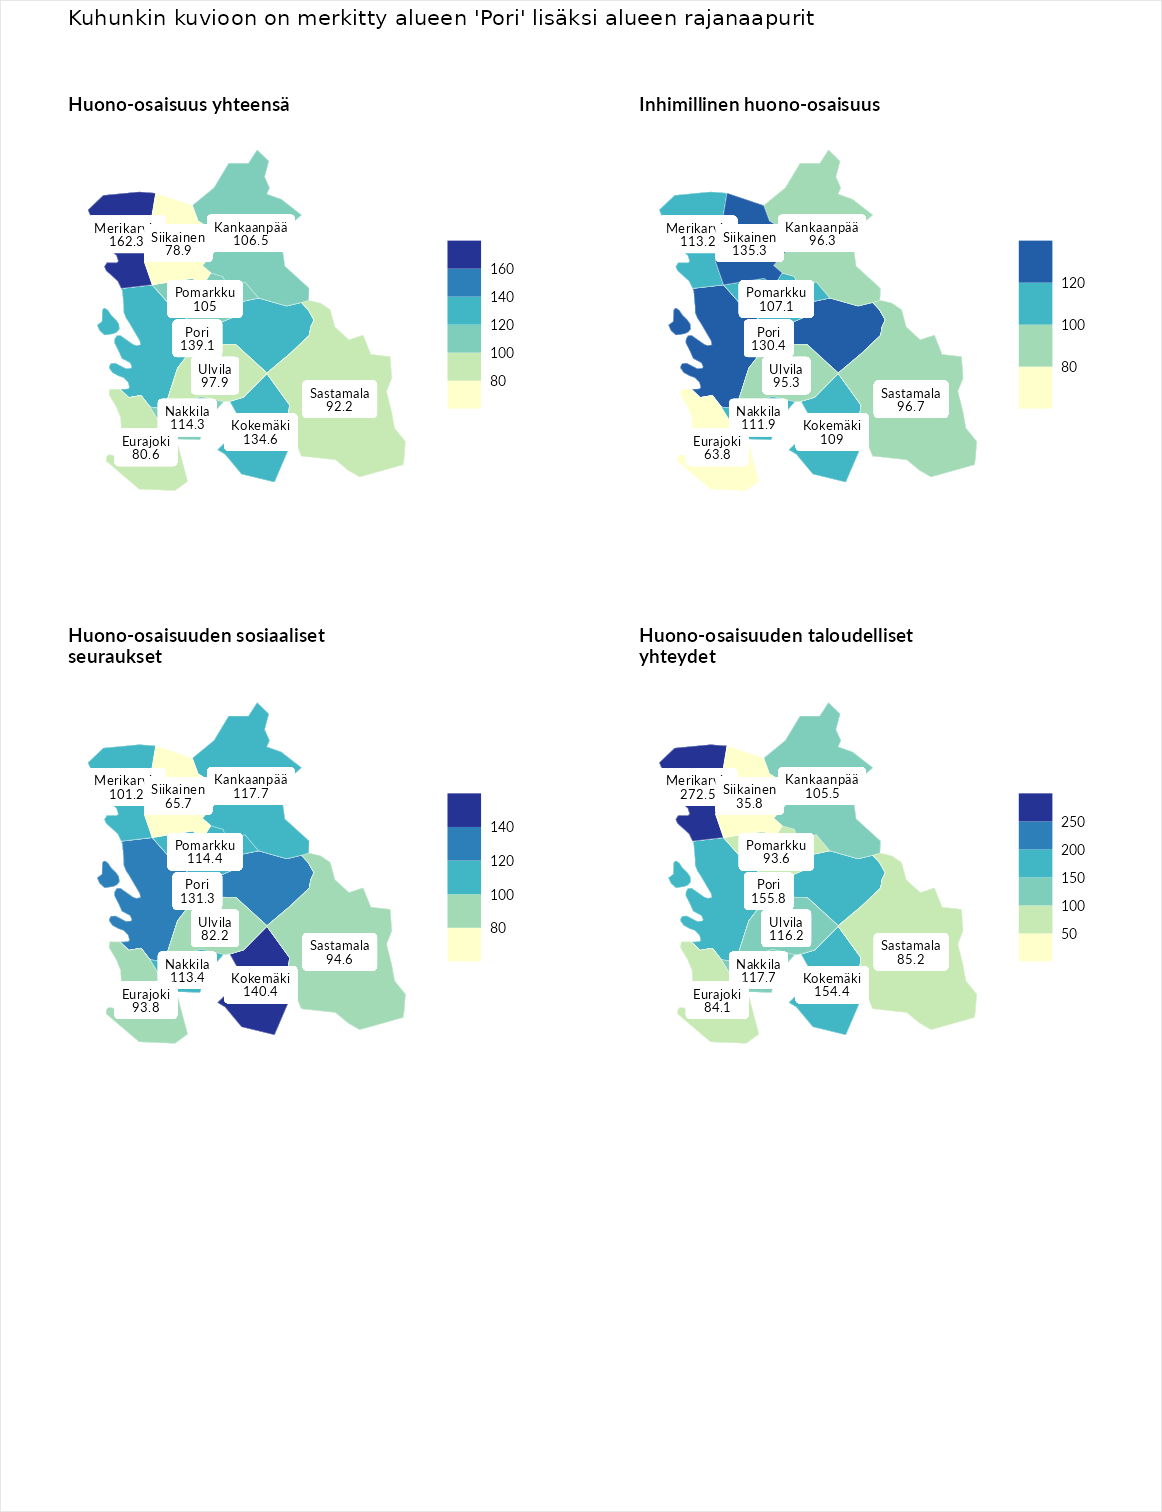 Kuhunkin kuvioon on merkitty alueen 'Pori' lisäksi alueen rajanaapurit
Huono-osaisuus yhteensä
Merikarv
162.3
Siikainen
78.9
Kankaanpää
106.5
Pomarkku
105
Pori
139.1
Ulvila
97.9
Sastamala
92.2
Nakkila
114.3
Kokemäki
134.6
Eurajoki
80.6
160
140
120
100
80
Inhimillinen huono-osaisuus
Merikarv
113.2
Siikainen
135.3
Kankaanpää
96.3
Pomarkku
107.1
Pori
130.4
Ulvila
95.3
Sastamala
96.7
Nakkila
111.9
Kokemäki
109
Eurajoki
63.8
120
100
80
Huono-osaisuuden sosiaaliset
seuraukset
Merikarv
101.2
Siikainen
65.7
Kankaanpää
117.7
Pomarkku
114.4
Pori
131.3
Ulvila
82.2
Sastamala
94.6
Nakkila
113.4
Kokemäki
140.4
Eurajoki
93.8
140
120
100
80
Huono-osaisuuden taloudelliset
yhteydet
Merikarv
272.5
Siikainen
35.8
Kankaanpää
105.5
Pomarkku
93.6
Pori
155.8
Ulvila
116.2
Sastamala
85.2
Nakkila
117.7
Kokemäki
154.4
Eurajoki
84.1
250
200
150
100
50